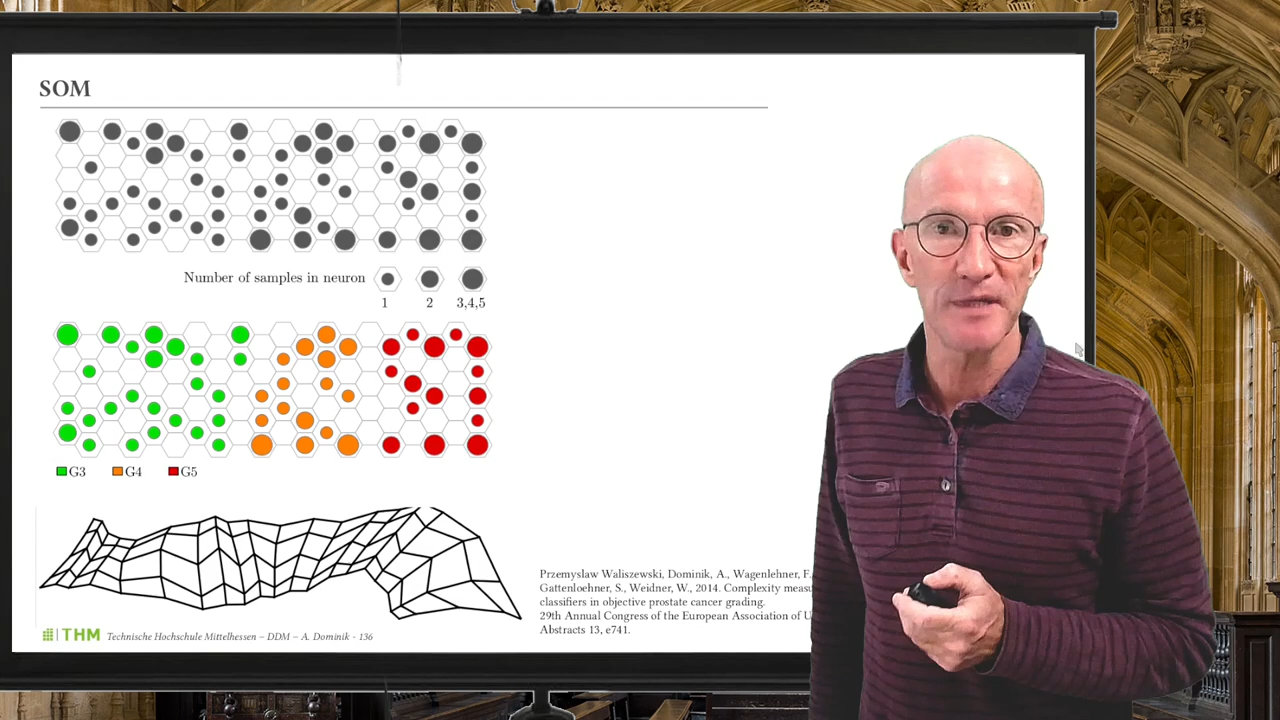 SOM
Number of samples in neuron
1 2 3,4,5
G3 G4 G5
Przemyslaw Waliszewski, Dominik, A., Wagenlehner, F.
Gattenloehner, S., Weidner, W., 2014. Complexity
classifiers in objective prostate cancer grading.
29th Annual Congress of the European Association of
Abstracts 13, e741.
THM Technische Hochschule Mittelhessen – DDM – A. Dominik - 136